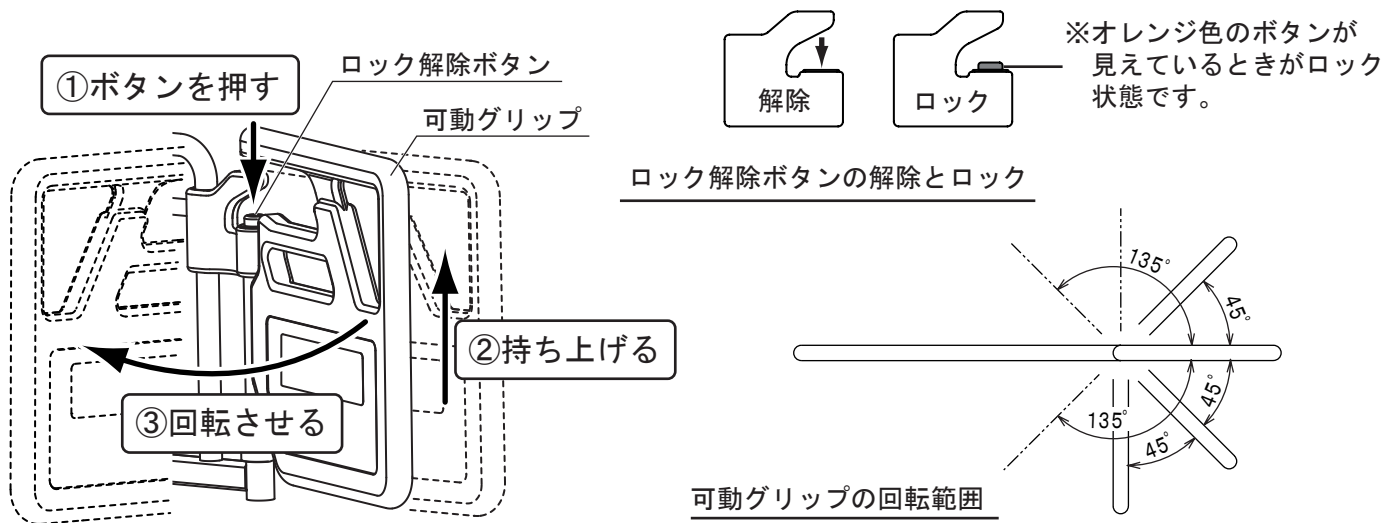 ①ボタンを押す
ロック解除ボタン
可動グリップ
②持ち上げる
③回転させる
解除
ロック
※オレンジ色のボタンが
見えているときがロック
状態です。
ロック解除ボタンの解除とロック
135°
45°
45°
135°
45°
可動グリップの回転範囲